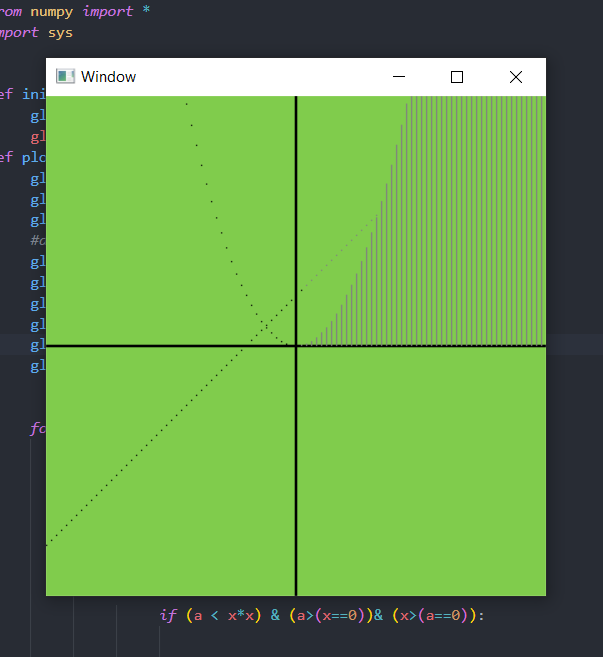 rom numpy import *
mport sys
ef ini
Window
gl
gl
ef plo
gl
gl
gl
#
gl
gl
gl
gl
gl
gl
fo
if (a < x*x) & (a>(x==0))& (x>(a==0)):